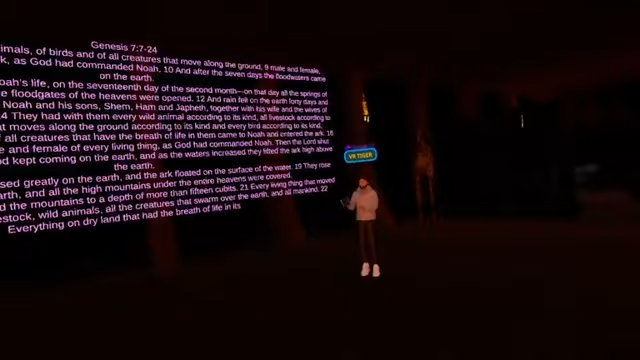 Genesis 7:7-24
imals, of birds and of all creatures that move along the ground, 9 male and female,
k, as God had commanded Noah. 10 And after the seven days the floodwaters came
on the earth.
oah's life, on the seventeenth day of the second month—on that day all the springs of
e floodgates of the heavens were opened. 12 And rain fell on the earth forty days and
Noah and his sons, Shem, Ham and Japheth, together with his wife and the wives of
4 They had with them every wild animal according to its kind, all livestock according to
at moves along the ground according to its kind and every bird according to its kind,
f all creatures that have the breath of life in them came to Noah and entered the ark. 16
e and female of every living thing, as God had commanded Noah. Then the Lord shut
od kept coming on the earth, and as the waters increased they lifted the ark high above
the earth.
sed greatly on the earth, and the ark floated on the surface of the water. 19 They rose
arth, and all the high mountains under the entire heavens were covered.
d the mountains to a depth of more than fifteen cubits. 21 Every living thing that moved
estock, wild animals, all the creatures that swarm over the earth, and all mankind. 22
Everything on dry land that had the breath of life in its
VR TIGER